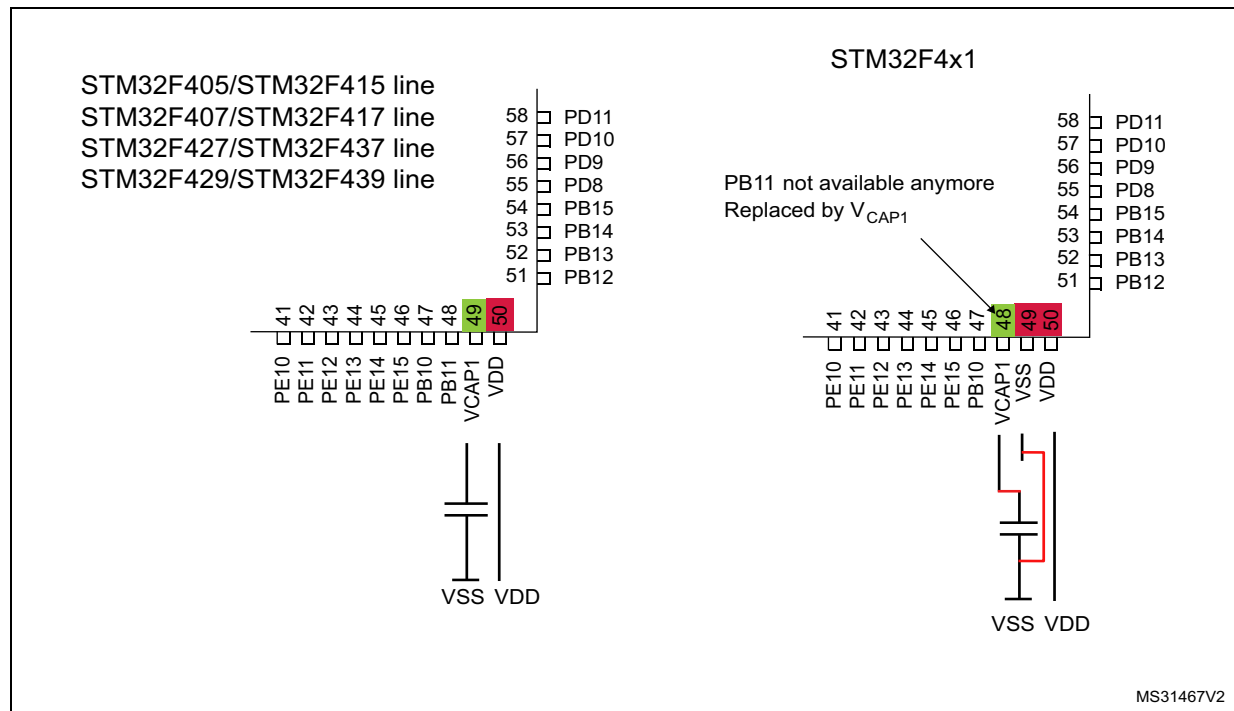 STM32F405/STM32F415 line
STM32F407/STM32F417 line
STM32F427/STM32F437 line
STM32F429/STM32F439 line
58 PD11
57 PD10
56 PD9
55 PD8
54 PB15
53 PB14
52 PB13
51 PB12
41 42 43 44 45 46 47 48 49 50
PE10 PE11 PE12 PE13 PE14 PE15 PB10 PB11 VCAP1 VDD
VSS VDD
STM32F4x1
PB11 not available anymore
Replaced by VCAP1
58 PD11
57 PD10
56 PD9
55 PD8
54 PB15
53 PB14
52 PB13
51 PB12
41 42 43 44 45 46 47 48 49 50
PE10 PE11 PE12 PE13 PE14 PE15 PB10 VCAP1 VSS VDD
VSS VDD
MS31467V2